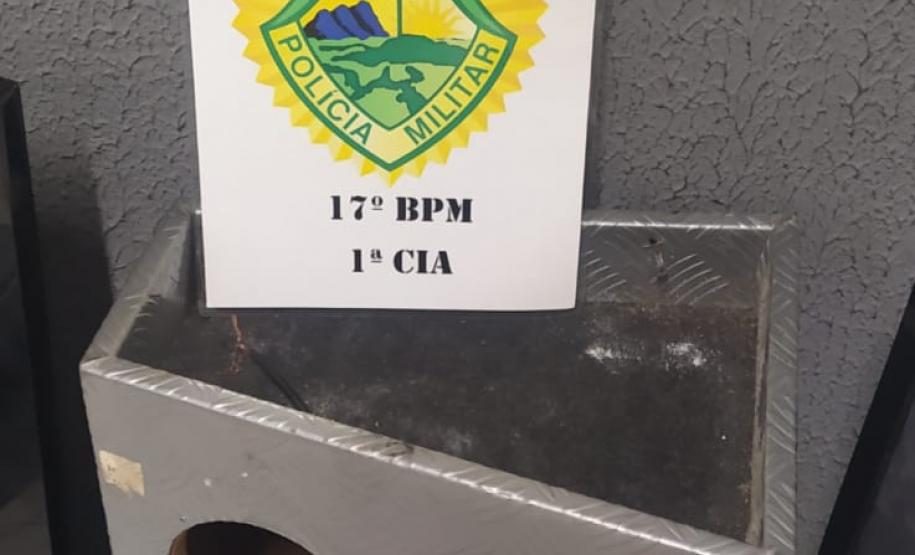 POLÍCIA MILITAR
17º BPM
1ª CIA